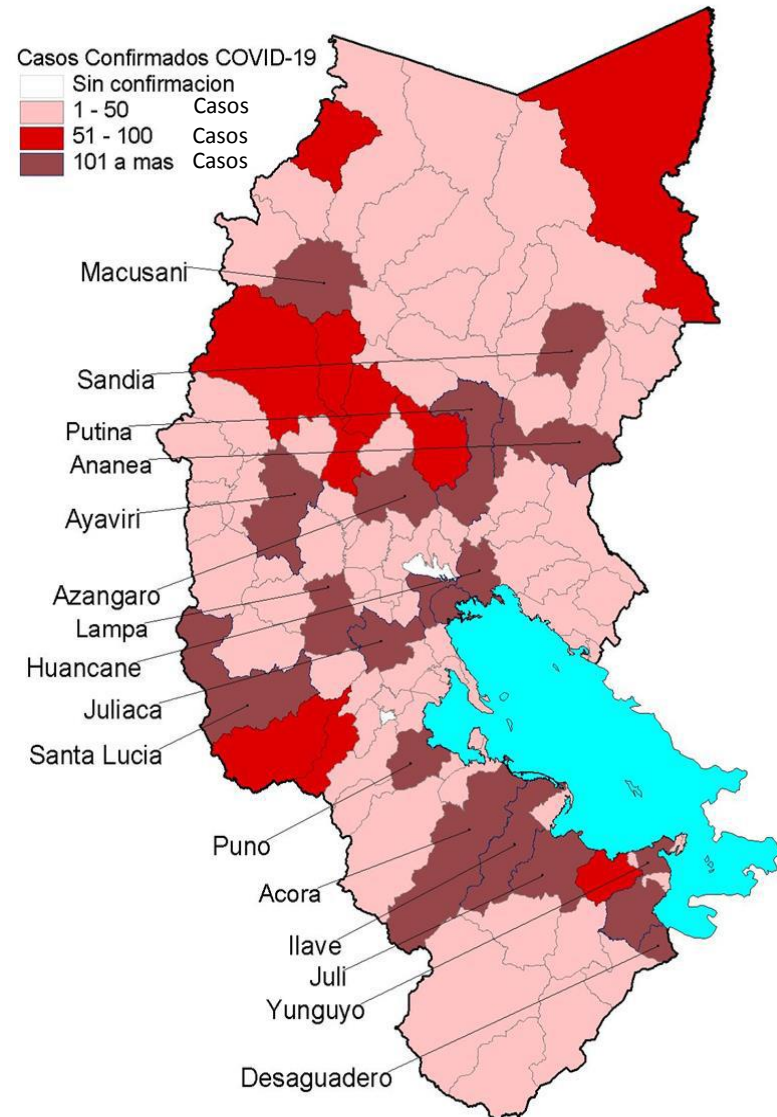 Casos Confirmados COVID-19
Sin confirmacion
1 - 50 Casos
51 - 100 Casos
101 a mas Casos
Macusani
Sandia
Putina
Ananea
Ayaviri
Azangaro
Lampa
Huancane
Juliaca
Santa Lucia
Puno
Acora
Ilave
Juli
Yunguyo
Desaguadero